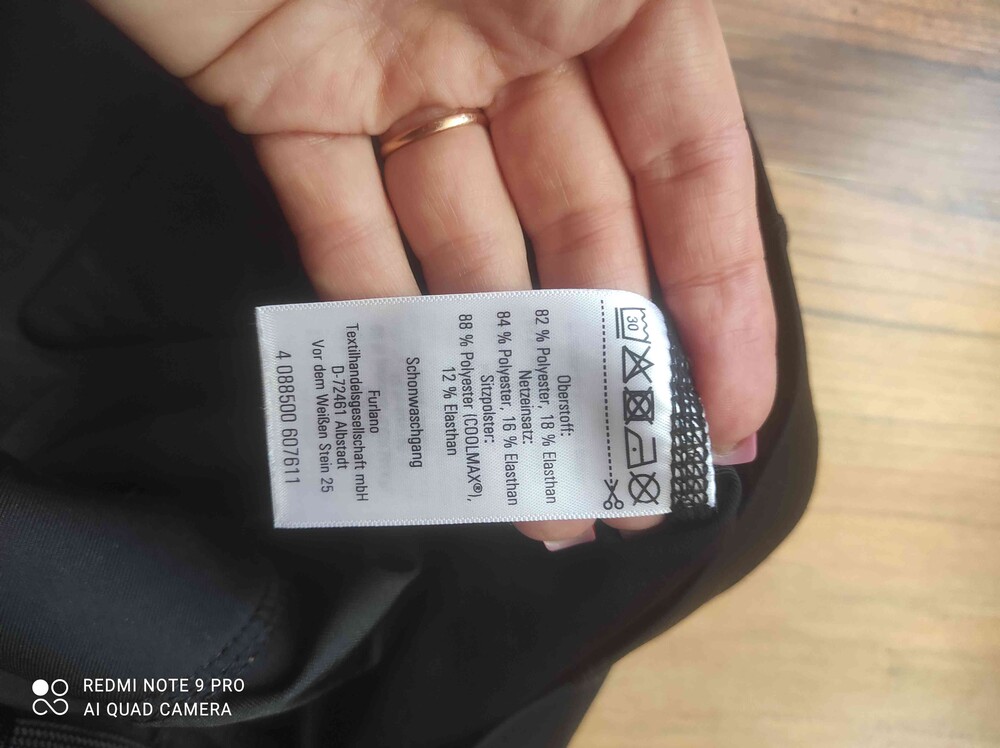 30
Oberstoff:
82 % Polyester, 18 % Elasthan
Netzeinsatz:
84 % Polyester, 16 % Elasthan
Sitzpolster:
88 % Polyester (COOLMAX®),
12 % Elasthan
Schonwaschgang
Furlano
Textilhandelsgesellschaft mbH
D-72461 Albstadt
Vor dem Weißen Stein 25
4 088500 607611
REDMI NOTE 9 PRO
AI QUAD CAMERA